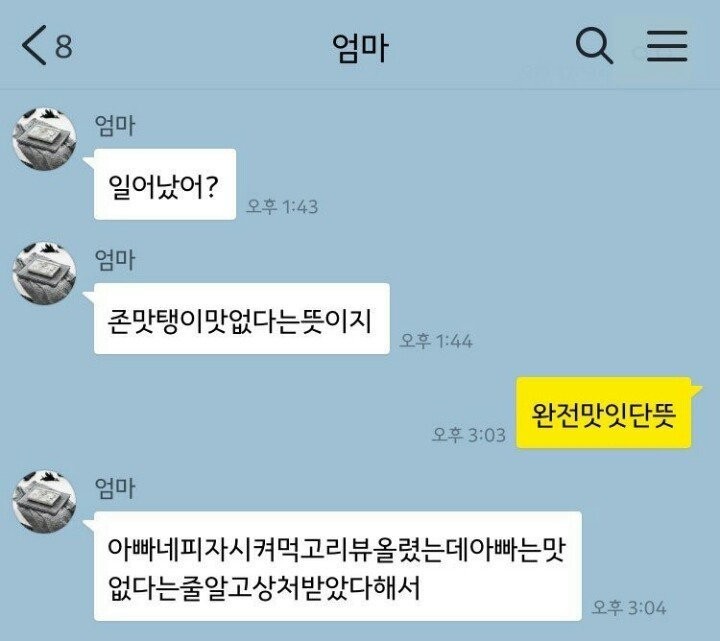 8 엄마
엄마
일어났어?
오후 1:43
엄마
존맛탱이맛없다는뜻이지
오후 1:44
완전맛잇단뜻
오후 3:03
엄마
아빠네피자시켜먹고리뷰올렸는데아빠는맛
없다는줄알고상처받았다해서
오후 3:04